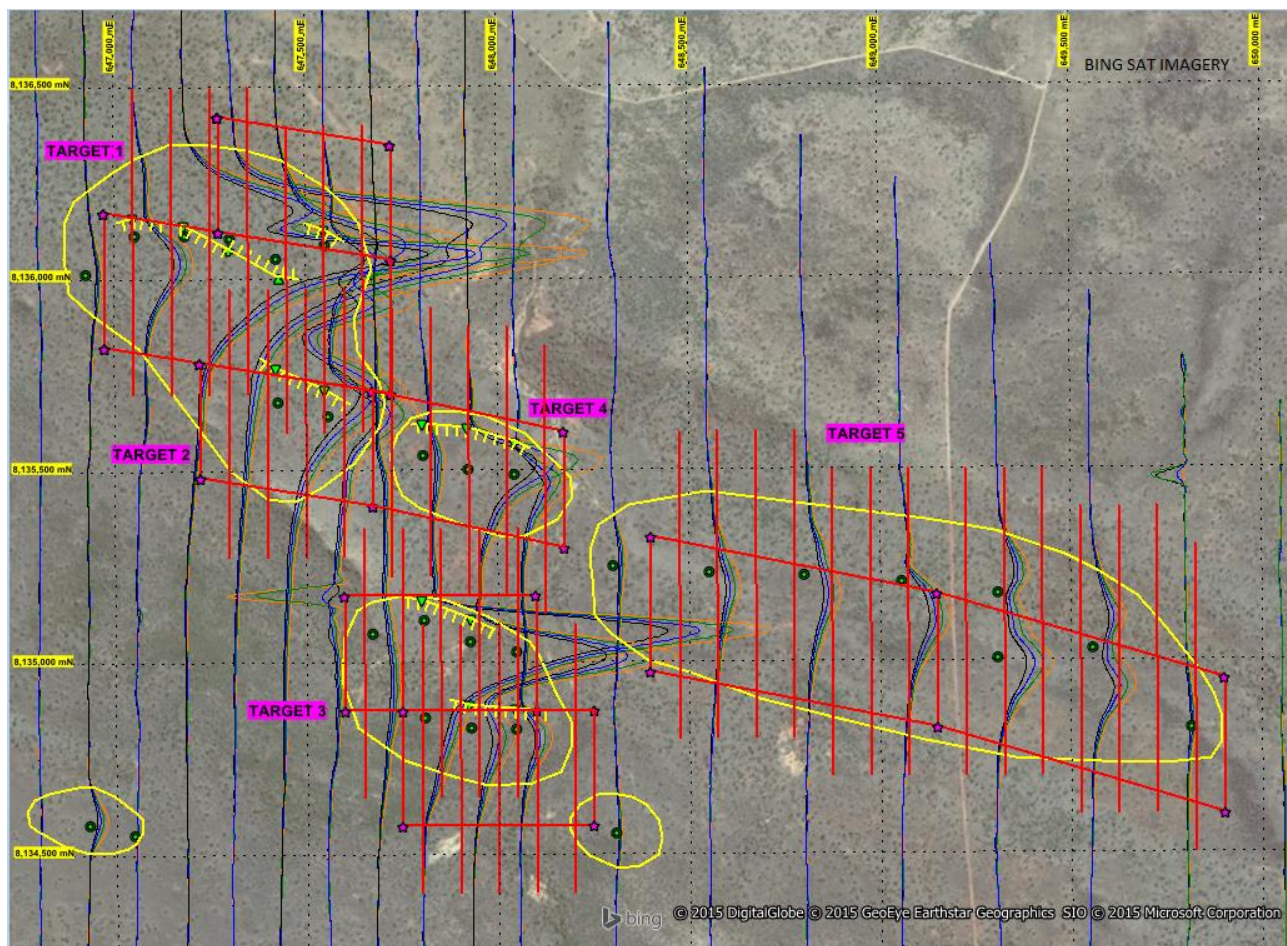 647,000 mE
647,500 mE
648,000 mE
648,500 mE
649,000 mE
649,500 mE
650,000 mE
BING SAT IMAGERY
8,136,500 mN
TARGET 1
8,136,000 mN
TARGET 4
TARGET 5
TARGET 2
8,135,500 mN
8,135,000 mN
TARGET 3
8,134,500 mN
bing © 2015 DigitalGlobe © 2015 GeoEye Earthstar Geographics SIO © 2015 Microsoft Corporation